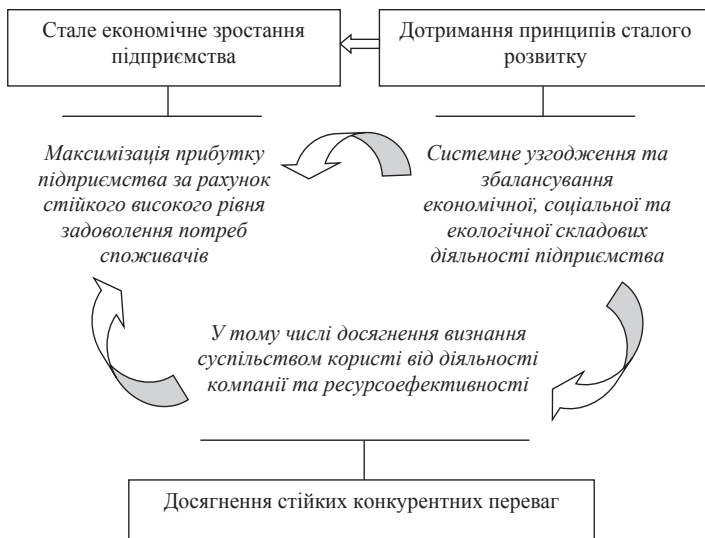 Стале економічне зростання
підприємства
Дотримання принципів сталого
розвитку
Максимізація прибутку
підприємства за рахунок
стійкого високого рівня
задоволення потреб
споживачів
Системне узгодження та
збалансування
економічної, соціальної та
екологічної складових
діяльності підприємства
У тому числі досягнення визнання
суспільством користі від діяльності
компанії та ресурсоефективності
Досягнення стійких конкурентних переваг